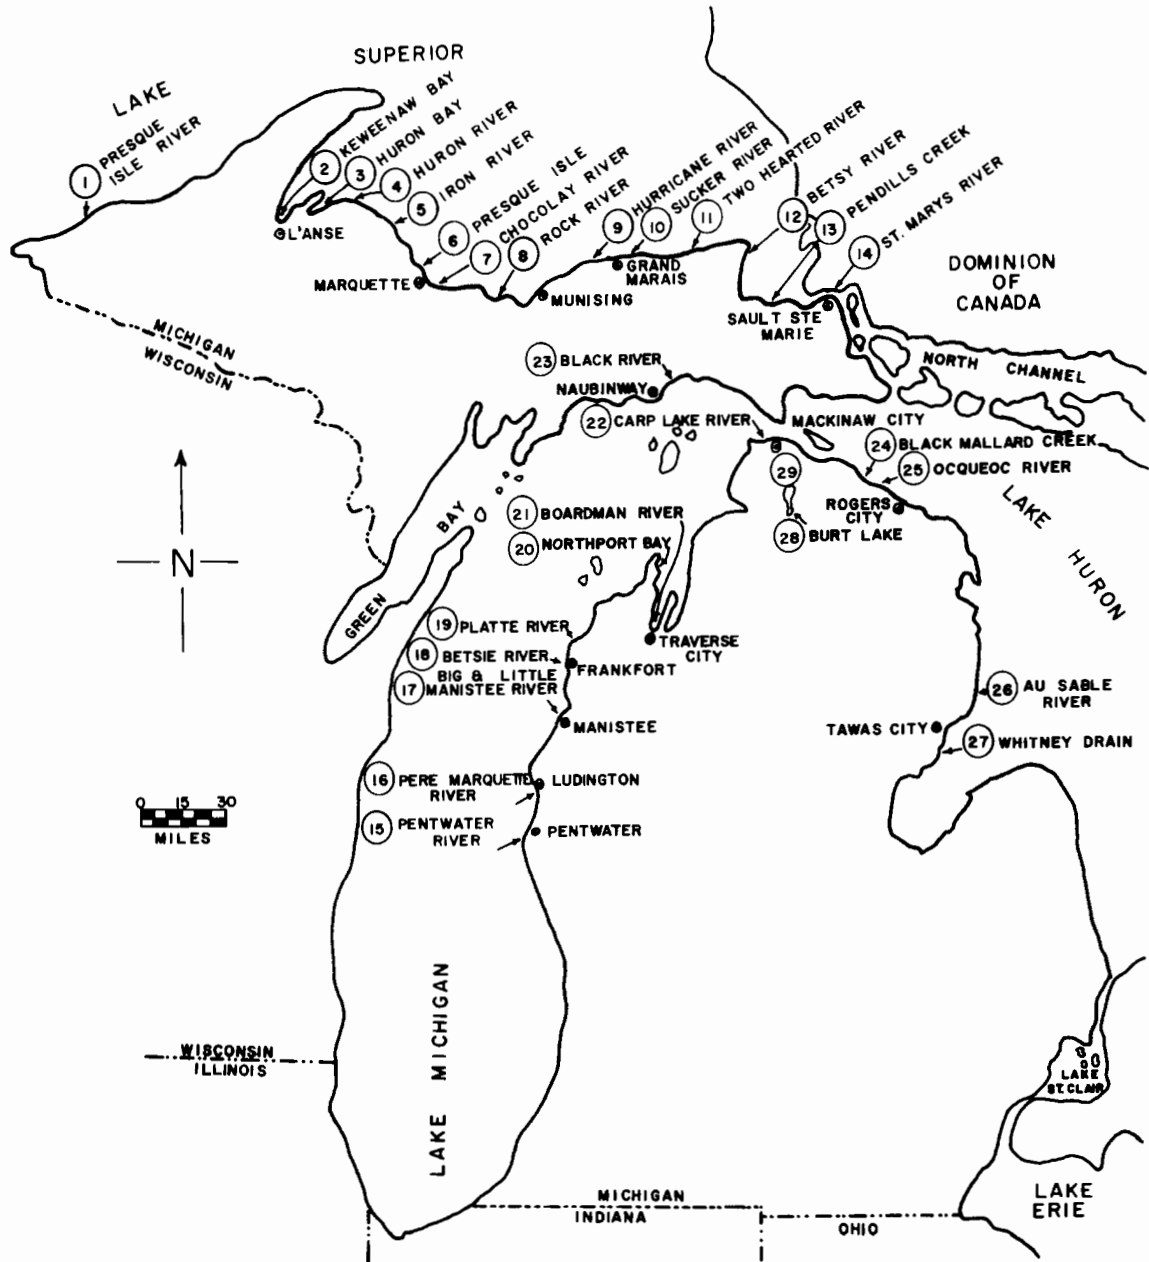 LAKE
SUPERIOR
1 PRESQUE
ISLE RIVER
2 KEWEENAW BAY
3 HURON BAY
4 HURON RIVER
5 IRON RIVER
6 PRESQUE ISLE
7 CHOCOLAY RIVER
8 ROCK RIVER
9 HURRICANE RIVER
10 SUCKER RIVER
11 TWO HEARTED RIVER
12 BETSY RIVER
13 PENDILLS CREEK
14 ST. MARYS RIVER
L'ANSE
MARQUETTE
MUNISING
GRAND
MARAIS
SAULT STE
MARIE
DOMINION
OF
CANADA
MICHIGAN
WISCONSIN
NORTH CHANNEL
23 BLACK RIVER
NAUBINWAY
22 CARP LAKE RIVER
MACKINAW CITY
24 BLACK MALLARD CREEK
25 OCQUEOC RIVER
29
ROGERS
CITY
28 BURT LAKE
LAKE HURON
N
GREEN BAY
21 BOARDMAN RIVER
20 NORTHPORT BAY
19 PLATTE RIVER
TRAVERSE
CITY
18 BETSIE RIVER
FRANKFORT
BIG & LITTLE
17 MANISTEE RIVER
MANISTEE
26 AU SABLE
RIVER
TAWAS CITY
27 WHITNEY DRAIN
16 PERE MARQUETTE
RIVER
LUDINGTON
0 15 30
MILES
15 PENTWATER
RIVER
PENTWATER
LAKE MICHIGAN
WISCONSIN
ILLINOIS
LAKE
ST. CLAIR
MICHIGAN
INDIANA
OHIO
LAKE
ERIE